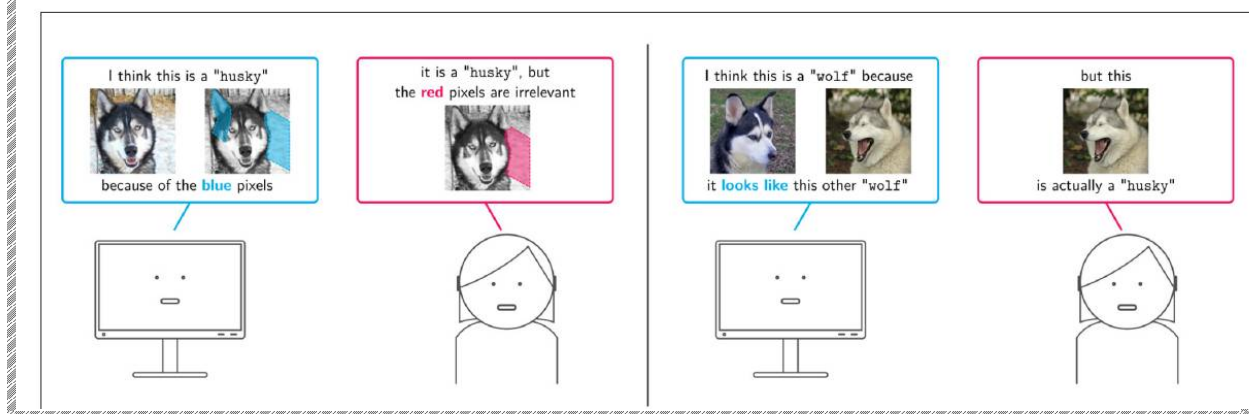 I think this is a "husky"
because of the blue pixels
it is a "husky", but
the red pixels are irrelevant
I think this is a "wolf" because
it looks like this other "wolf"
but this
is actually a "husky"